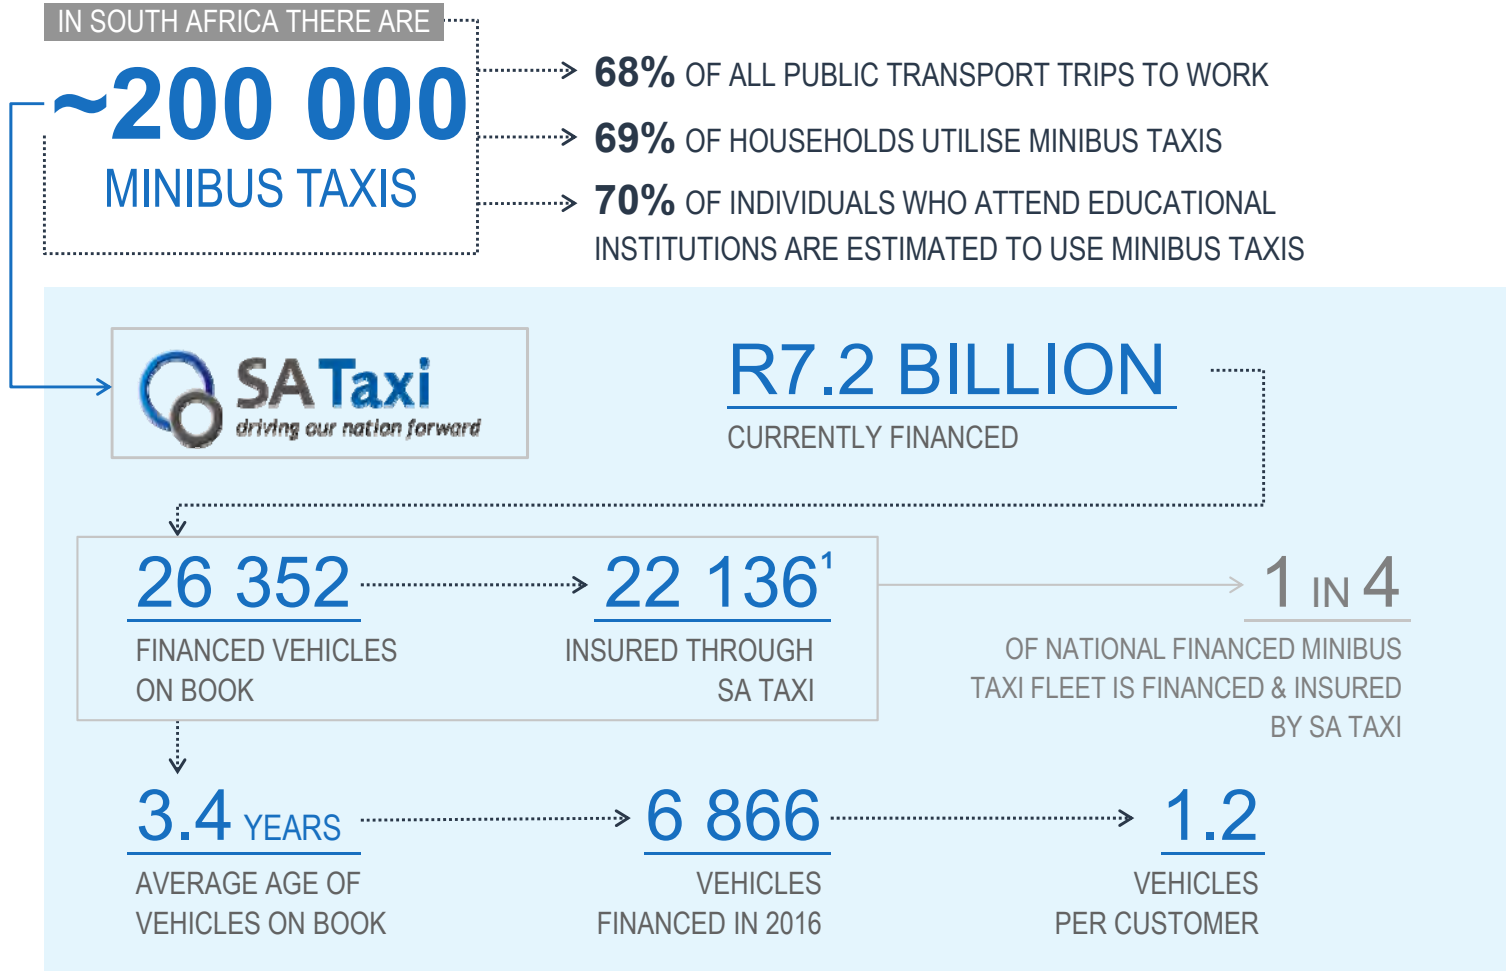 IN SOUTH AFRICA THERE ARE
~200 000
MINIBUS TAXIS
68% OF ALL PUBLIC TRANSPORT TRIPS TO WORK
69% OF HOUSEHOLDS UTILISE MINIBUS TAXIS
70% OF INDIVIDUALS WHO ATTEND EDUCATIONAL
INSTITUTIONS ARE ESTIMATED TO USE MINIBUS TAXIS
SA Taxi
driving our nation forward
R7.2 BILLION
CURRENTLY FINANCED
26 352
FINANCED VEHICLES
ON BOOK
22 136¹
INSURED THROUGH
SA TAXI
1 IN 4
OF NATIONAL FINANCED MINIBUS
TAXI FLEET IS FINANCED & INSURED
BY SA TAXI
3.4 YEARS
AVERAGE AGE OF
VEHICLES ON BOOK
6 866
VEHICLES
FINANCED IN 2016
1.2
VEHICLES
PER CUSTOMER